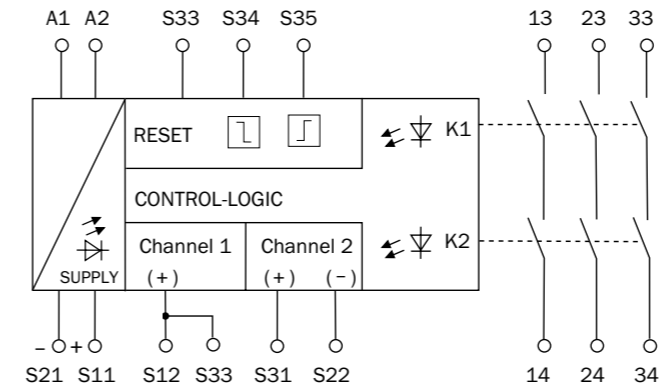 A1 A2 S33 S34 S35 13 23 33
RESET K1
CONTROL-LOGIC
Channel 1 Channel 2 K2
SUPPLY (+) (+) (−)
− +
S21 S11 S12 S33 S31 S22 14 24 34